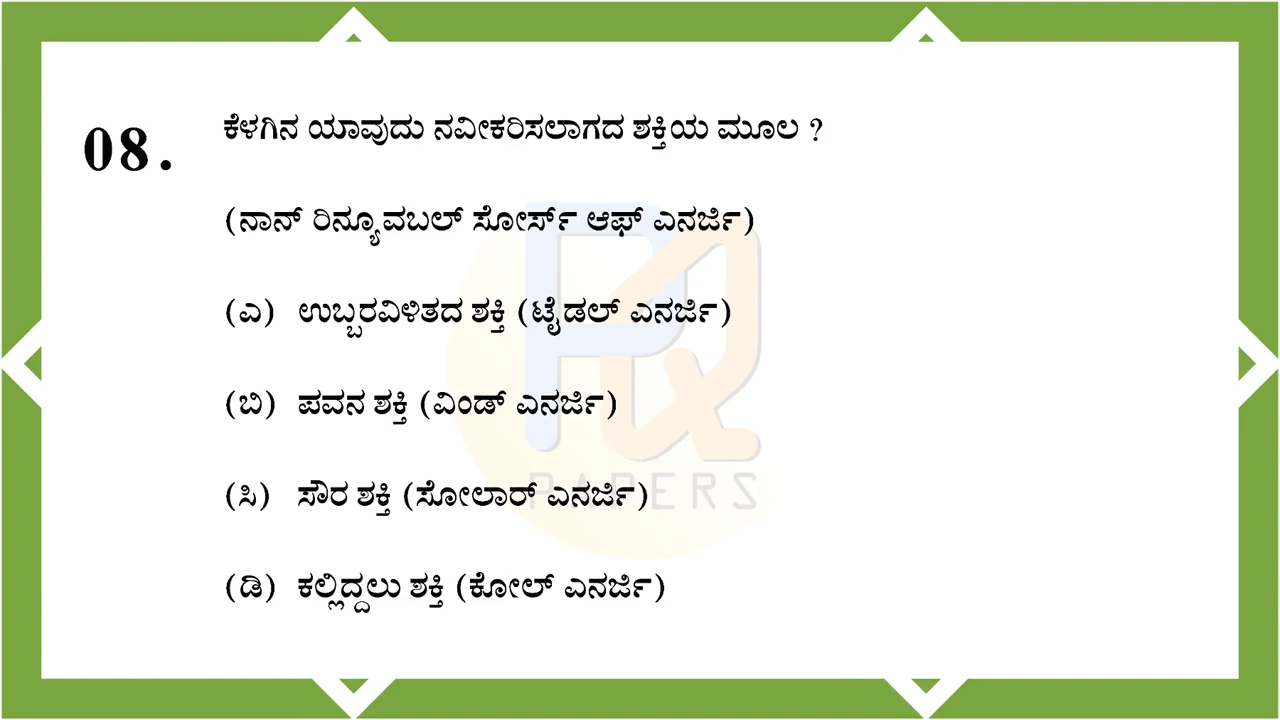 08. ಕೆಳಗಿನ ಯಾವುದು ನವೀಕರಿಸಲಾಗದ ಶಕ್ತಿಯ ಮೂಲ ?
(ನಾನ್ ರಿನ್ಯೂವಬಲ್ ಸೋರ್ಸ್ ಆಫ್ ಎನರ್ಜಿ)
(ಎ) ಉಬ್ಬರವಿಳಿತದ ಶಕ್ತಿ (ಟೈಡಲ್ ಎನರ್ಜಿ)
(ಬಿ) ಪವನ ಶಕ್ತಿ (ವಿಂಡ್ ಎನರ್ಜಿ)
(ಸಿ) ಸೌರ ಶಕ್ತಿ (ಸೋಲಾರ್ ಎನರ್ಜಿ)
PAPERS
(ಡಿ) ಕಲ್ಲಿದ್ದಲು ಶಕ್ತಿ (ಕೋಲ್ ಎನರ್ಜಿ)